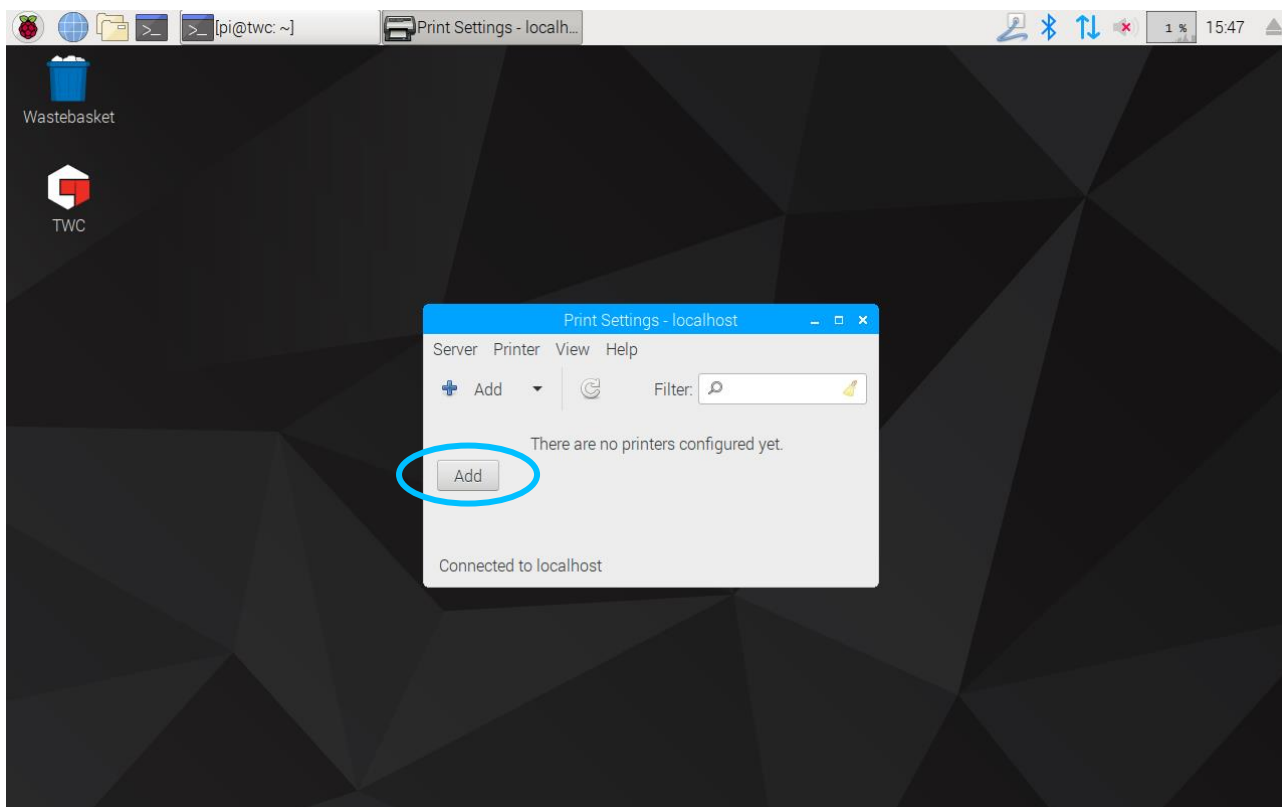 [pi@twc: ~] Print Settings - localh... 1 % 15:47
Wastebasket
TWC
Print Settings - localhost
Server Printer View Help
Add Filter:
There are no printers configured yet.
Add
Connected to localhost